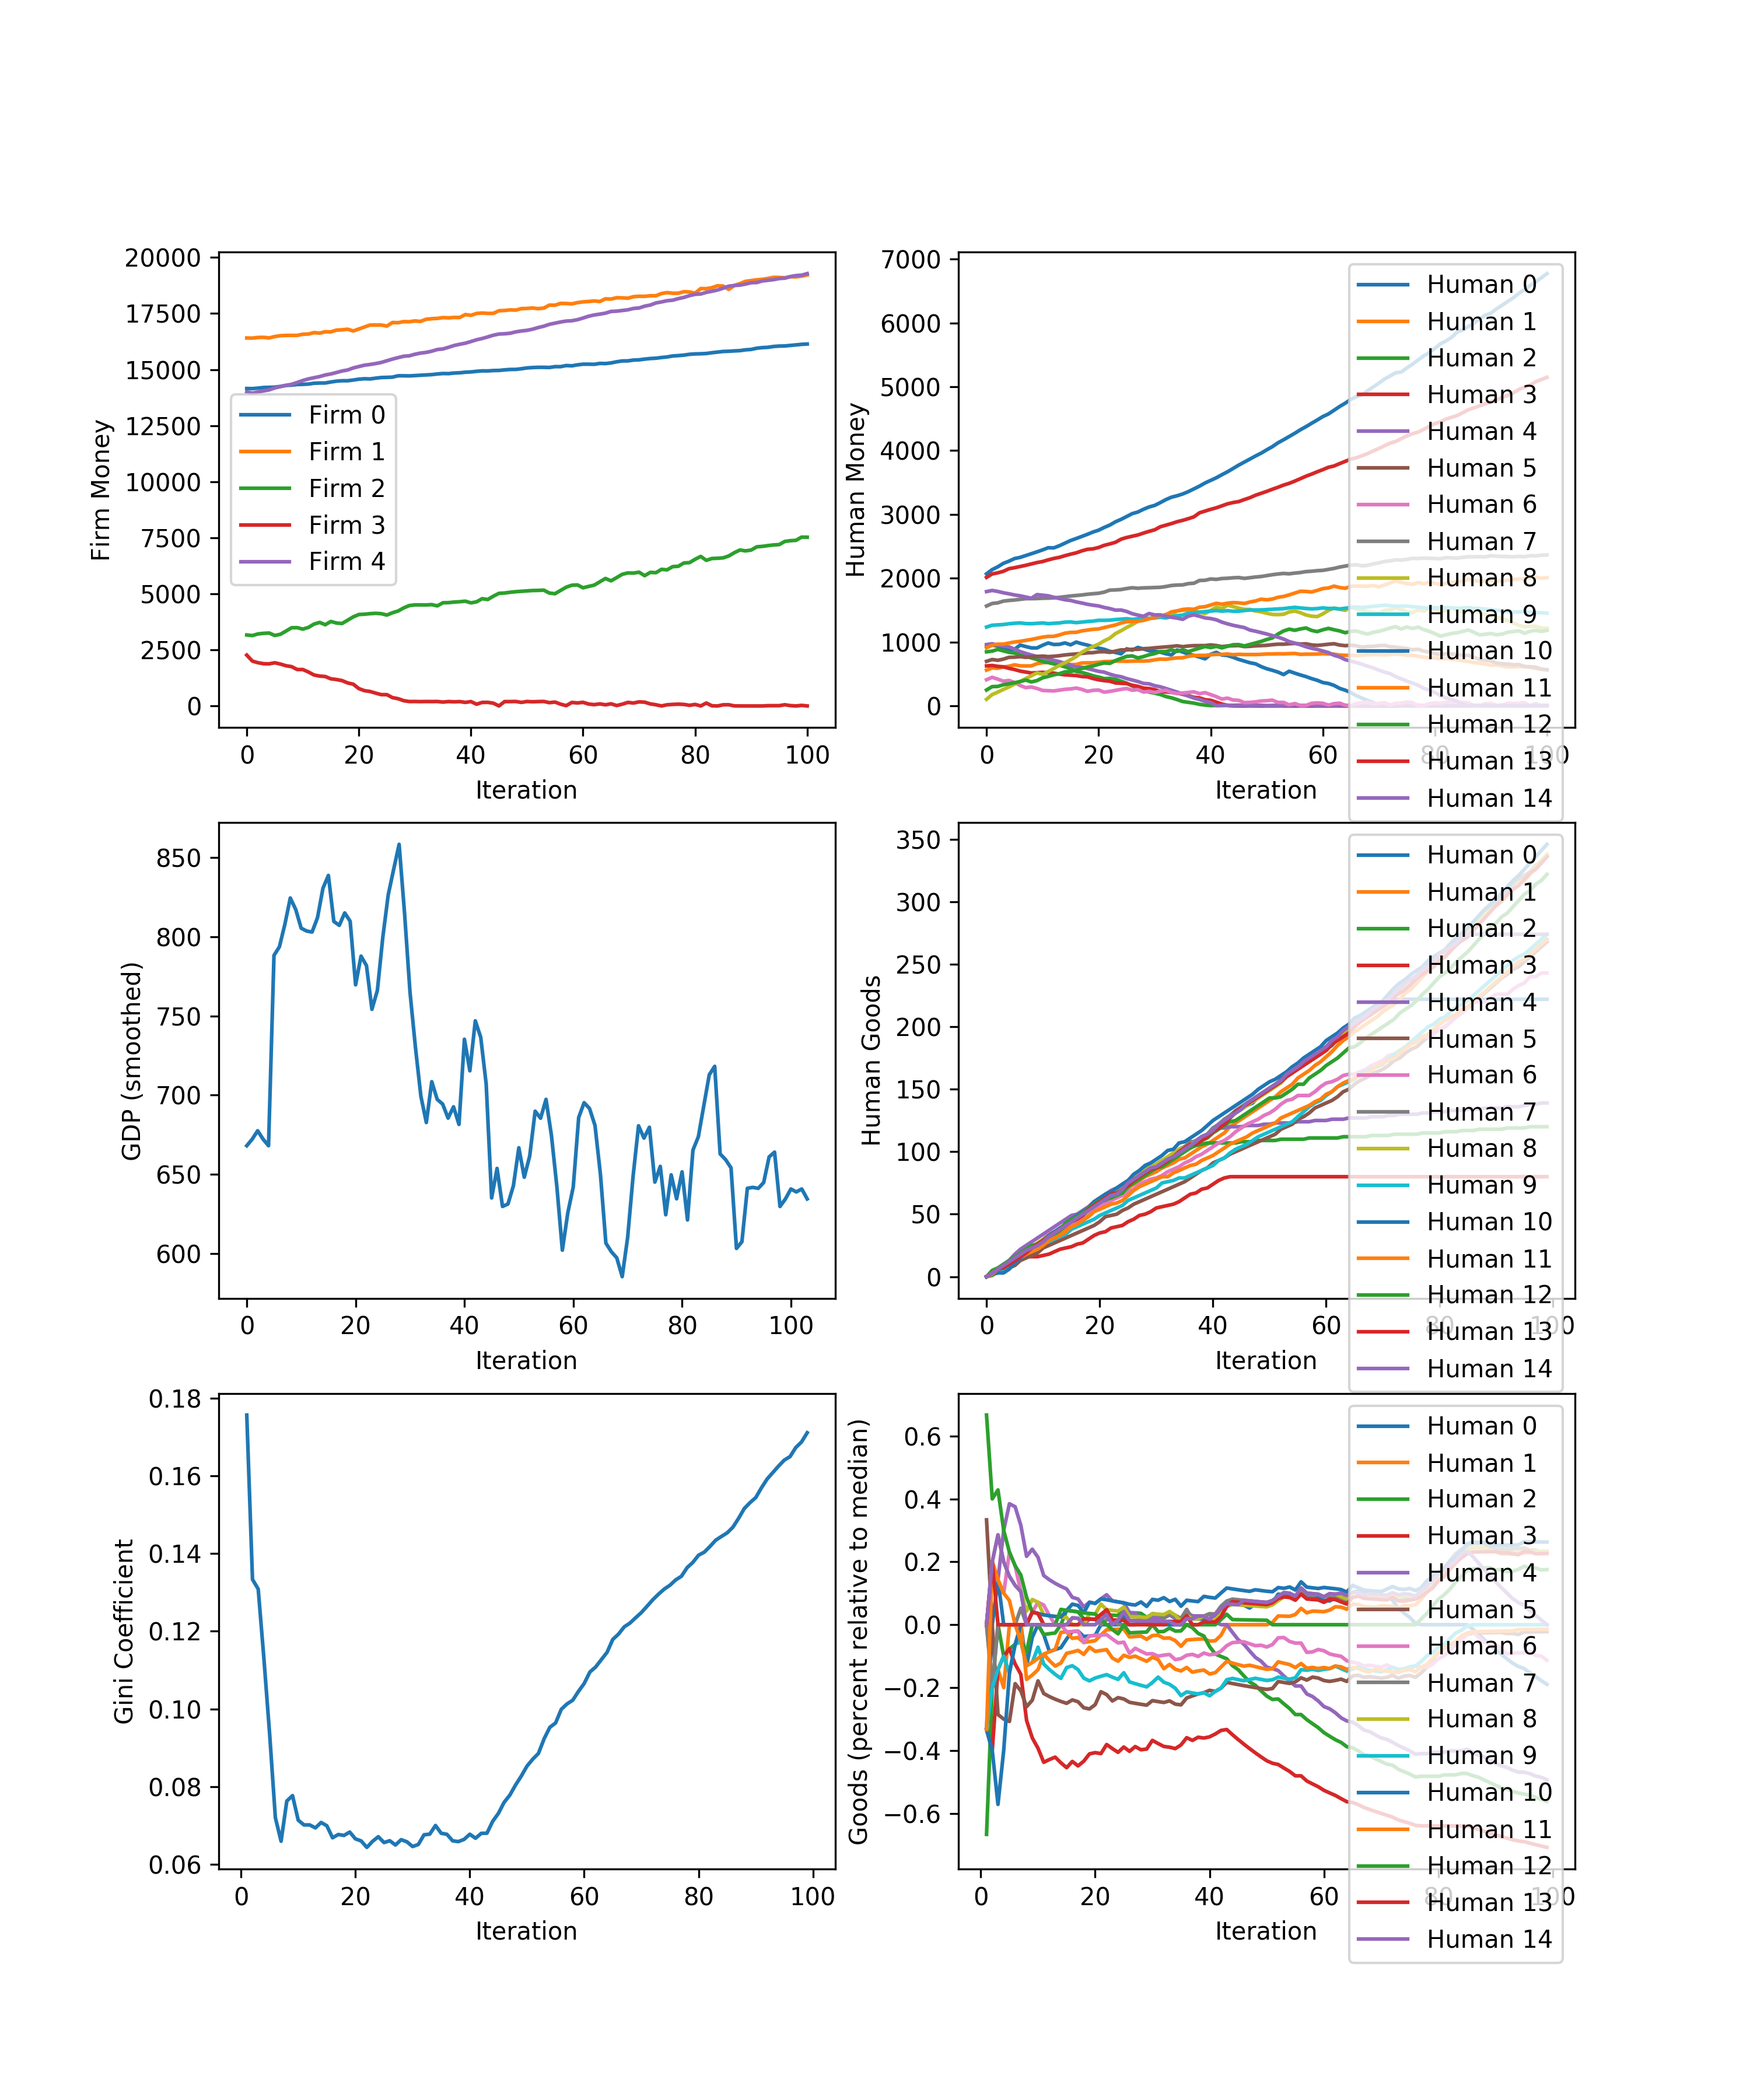 20000
17500
15000
12500
10000
7500
5000
2500
0
Firm Money
Firm 0
Firm 1
Firm 2
Firm 3
Firm 4
0 20 40 60 80 100
Iteration
7000
6000
5000
4000
3000
2000
1000
0
Human Money
Human 0
Human 1
Human 2
Human 3
Human 4
Human 5
Human 6
Human 7
Human 8
Human 9
Human 10
Human 11
Human 12
Human 13
Human 14
0 20 40 60 80 100
Iteration
850
800
750
700
650
600
GDP (smoothed)
0 20 40 60 80 100
Iteration
350
300
250
200
150
100
50
0
Human Goods
Human 0
Human 1
Human 2
Human 3
Human 4
Human 5
Human 6
Human 7
Human 8
Human 9
Human 10
Human 11
Human 12
Human 13
Human 14
0 20 40 60 80 100
Iteration
0.18
0.16
0.14
0.12
0.10
0.08
0.06
Gini Coefficient
0 20 40 60 80 100
Iteration
0.6
0.4
0.2
0.0
−0.2
−0.4
−0.6
Goods (percent relative to median)
Human 0
Human 1
Human 2
Human 3
Human 4
Human 5
Human 6
Human 7
Human 8
Human 9
Human 10
Human 11
Human 12
Human 13
Human 14
0 20 40 60 80 100
Iteration